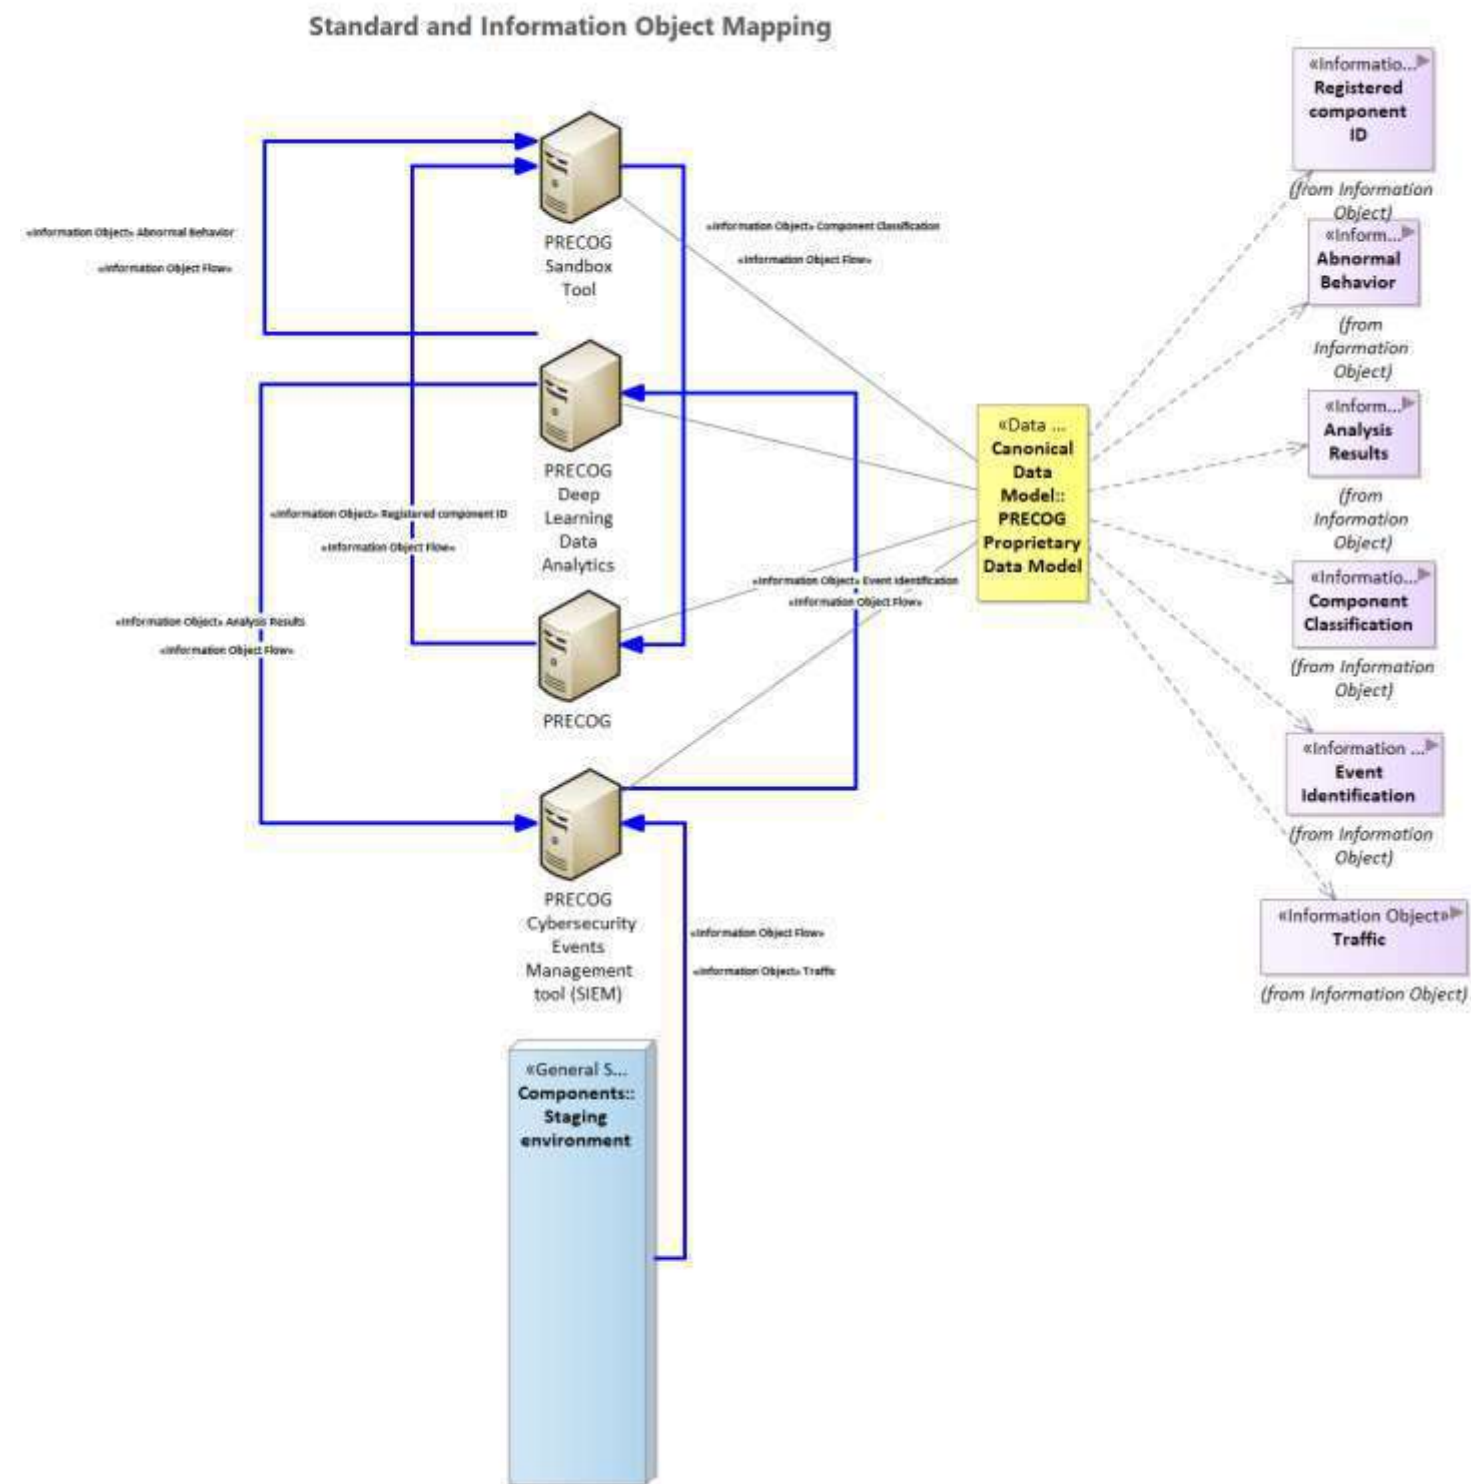 Standard and Information Object Mapping
«Informatio...
Registered
component
ID
(from Information
Object)
«Inform...
Abnormal
Behavior
(from
Information
Object)
«Inform...
Analysis
Results
(from
Information
Object)
«Informatio...
Component
Classification
(from Information
Object)
«Information ...
Event
Identification
(from Information
Object)
«Information Object»
Traffic
(from Information Object)
«Data ...
Canonical
Data
Model::
PRECOG
Proprietary
Data Model
PRECOG
Sandbox
Tool
«Information Object» Abnormal Behavior
«Information Object Flow»
«Information Object» Component Classification
«Information Object Flow»
PRECOG
Deep
Learning
Data
Analytics
«Information Object» Registered component ID
«Information Object Flow»
«Information Object» Event Identification
«Information Object Flow»
«Information Object» Analysis Results
«Information Object Flow»
PRECOG
PRECOG
Cybersecurity
Events
Management
tool (SIEM)
«Information Object Flow»
«Information Object» Traffic
«General S...
Components::
Staging
environment